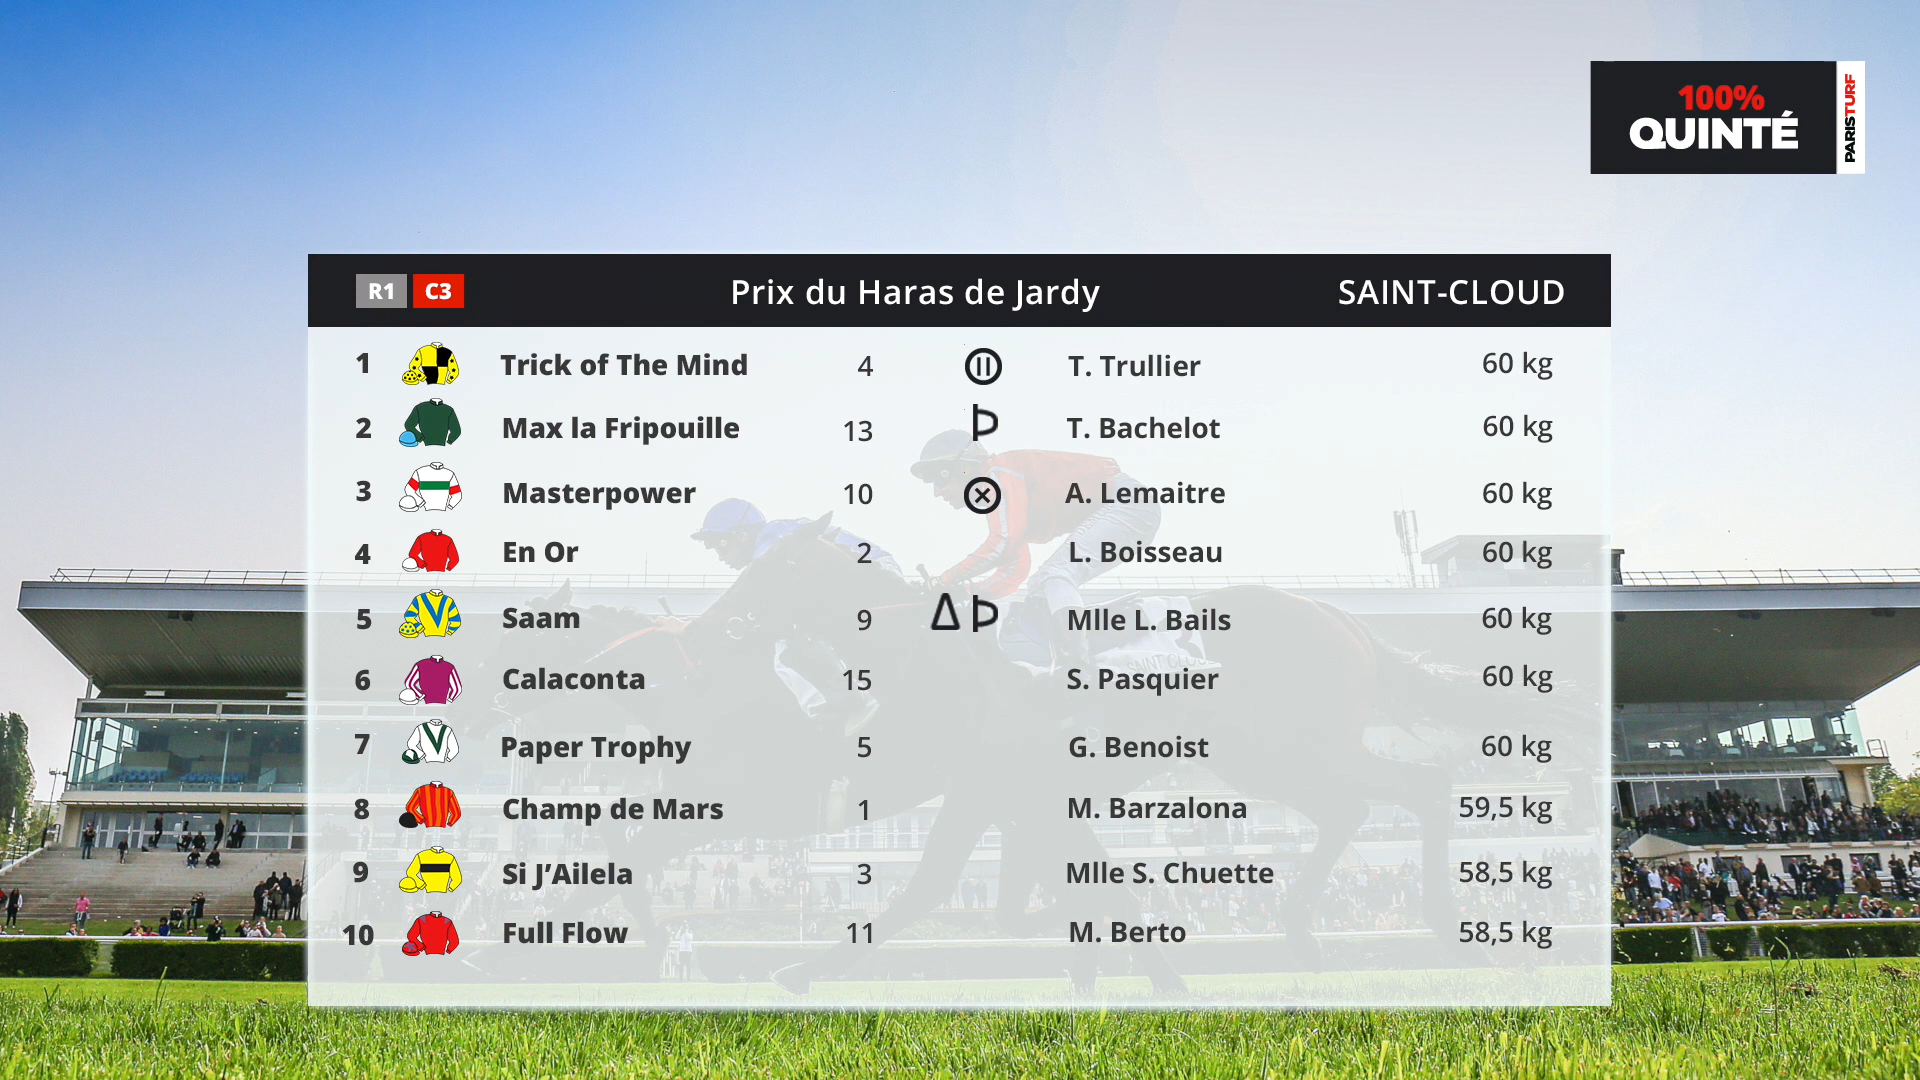 100%
QUINTÉ
PARISTURF
R1 C3 Prix du Haras de Jardy SAINT-CLOUD
1 Trick of The Mind 4 T. Trullier 60 kg
2 Max la Fripouille 13 T. Bachelot 60 kg
3 Masterpower 10 A. Lemaitre 60 kg
4 En Or 2 L. Boisseau 60 kg
5 Saam 9 Mlle L. Bails 60 kg
6 Calaconta 15 S. Pasquier 60 kg
7 Paper Trophy 5 G. Benoist 60 kg
8 Champ de Mars 1 M. Barzalona 59,5 kg
9 Si J’Ailela 3 Mlle S. Chuette 58,5 kg
10 Full Flow 11 M. Berto 58,5 kg
SAINT CLOUD